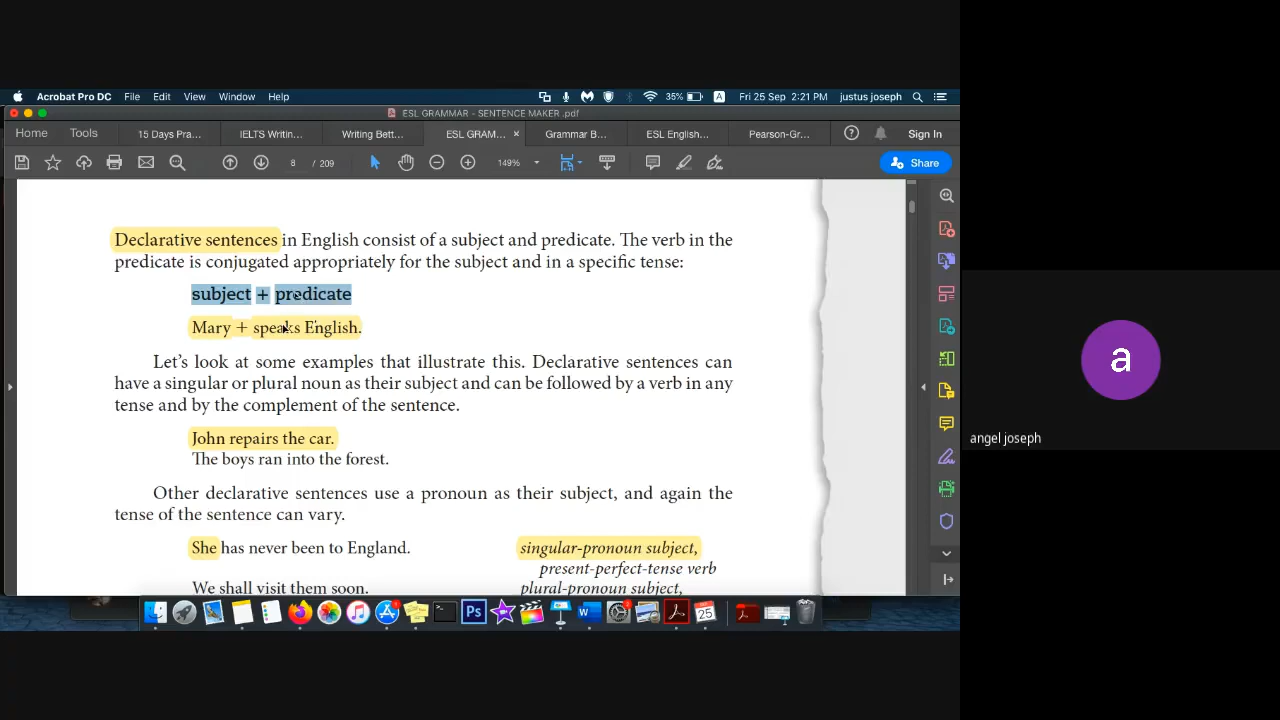 Acrobat Pro DC File Edit View Window Help 35% A Fri 25 Sep 2:21 PM justus joseph
ESL GRAMMAR - SENTENCE MAKER .pdf
Home Tools 15 Days Pra... IELTS Writin... Writing Bett... ESL GRAM... × Grammar B... ESL English... Pearson-Gr... Sign In
8 / 209 149% Share
Declarative sentences in English consist of a subject and predicate. The verb in the
predicate is conjugated appropriately for the subject and in a specific tense:
subject + predicate
Mary + speaks English.
Let's look at some examples that illustrate this. Declarative sentences can
have a singular or plural noun as their subject and can be followed by a verb in any
tense and by the complement of the sentence.
John repairs the car.
The boys ran into the forest.
Other declarative sentences use a pronoun as their subject, and again the
tense of the sentence can vary.
She has never been to England. singular-pronoun subject,
present-perfect-tense verb
We shall visit them soon. plural-pronoun subject,
a
angel joseph
Ps
W
25